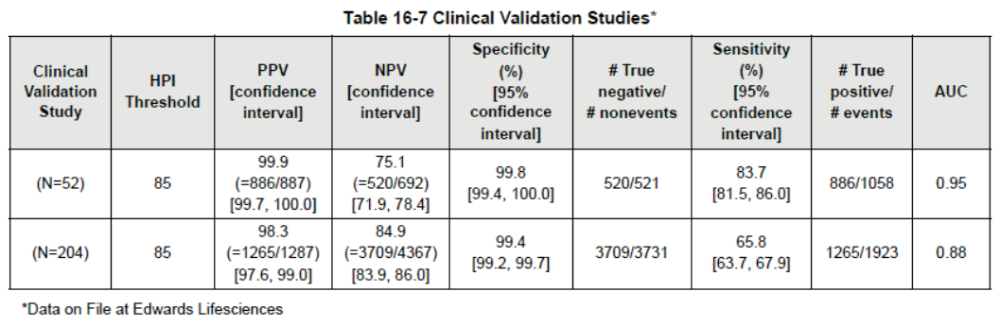 Table 16-7 Clinical Validation Studies*
Clinical Validation Study | HPI Threshold | PPV [confidence interval] | NPV [confidence interval] | Specificity (%) [95% confidence interval] | # True negative/ # nonevents | Sensitivity (%) [95% confidence interval] | # True positive/ # events | AUC
(N=52) | 85 | 99.9 (=886/887) [99.7, 100.0] | 75.1 (=520/692) [71.9, 78.4] | 99.8 [99.4, 100.0] | 520/521 | 83.7 [81.5, 86.0] | 886/1058 | 0.95
(N=204) | 85 | 98.3 (=1265/1287) [97.6, 99.0] | 84.9 (=3709/4367) [83.9, 86.0] | 99.4 [99.2, 99.7] | 3709/3731 | 65.8 [63.7, 67.9] | 1265/1923 | 0.88
*Data on File at Edwards Lifesciences